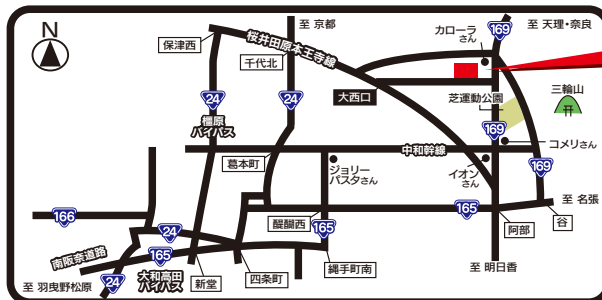 N
至 京都
至 天理・奈良
保津西
桜井田原本王寺線
カローラ
さん
169
千代北
大西口
三輪山
24
24
芝運動公園
橿原
バイパス
169
コメリさん
中和幹線
葛本町
ジョリー
パスタさん
イオン
さん
169
至 名張
166
165
醍醐西
165
阿部
谷
24
南阪奈道路
165
大和高田
バイパス
新堂
四条町
縄手町南
至 明日香
至 羽曳野松原
24